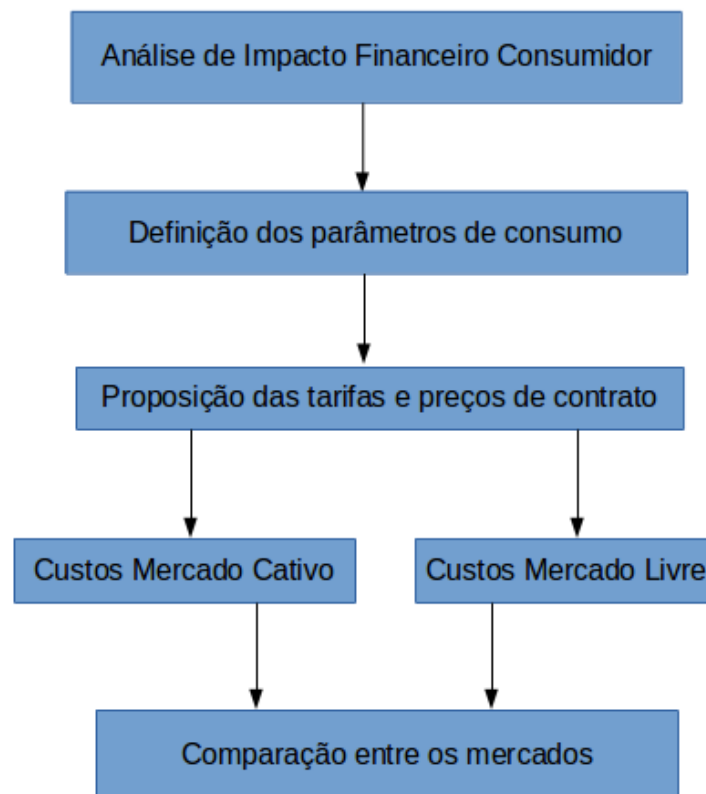 Análise de Impacto Financeiro Consumidor
Definição dos parâmetros de consumo
Proposição das tarifas e preços de contrato
Custos Mercado Cativo
Custos Mercado Livre
Comparação entre os mercados